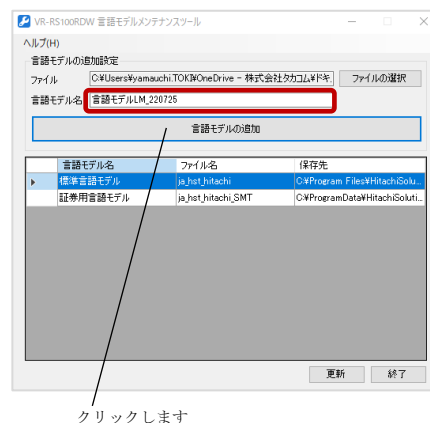 VR-RS100RDW 言語モデルメンテナンスツール
ヘルプ(H)
言語モデルの追加設定
ファイル C:¥Users¥yamauchi.TOKI¥OneDrive - 株式会社タカコム¥ドキ: ファイルの選択
言語モデル名 言語モデルLM_220725
言語モデルの追加
言語モデル名 ファイル名 保存先
標準言語モデル ja_hst_hitachi C:¥Program Files¥HitachiSolu...
証券用言語モデル ja_hst_hitachi_SMT C:¥ProgramData¥HitachiSoluti...
更新 終了
クリックします